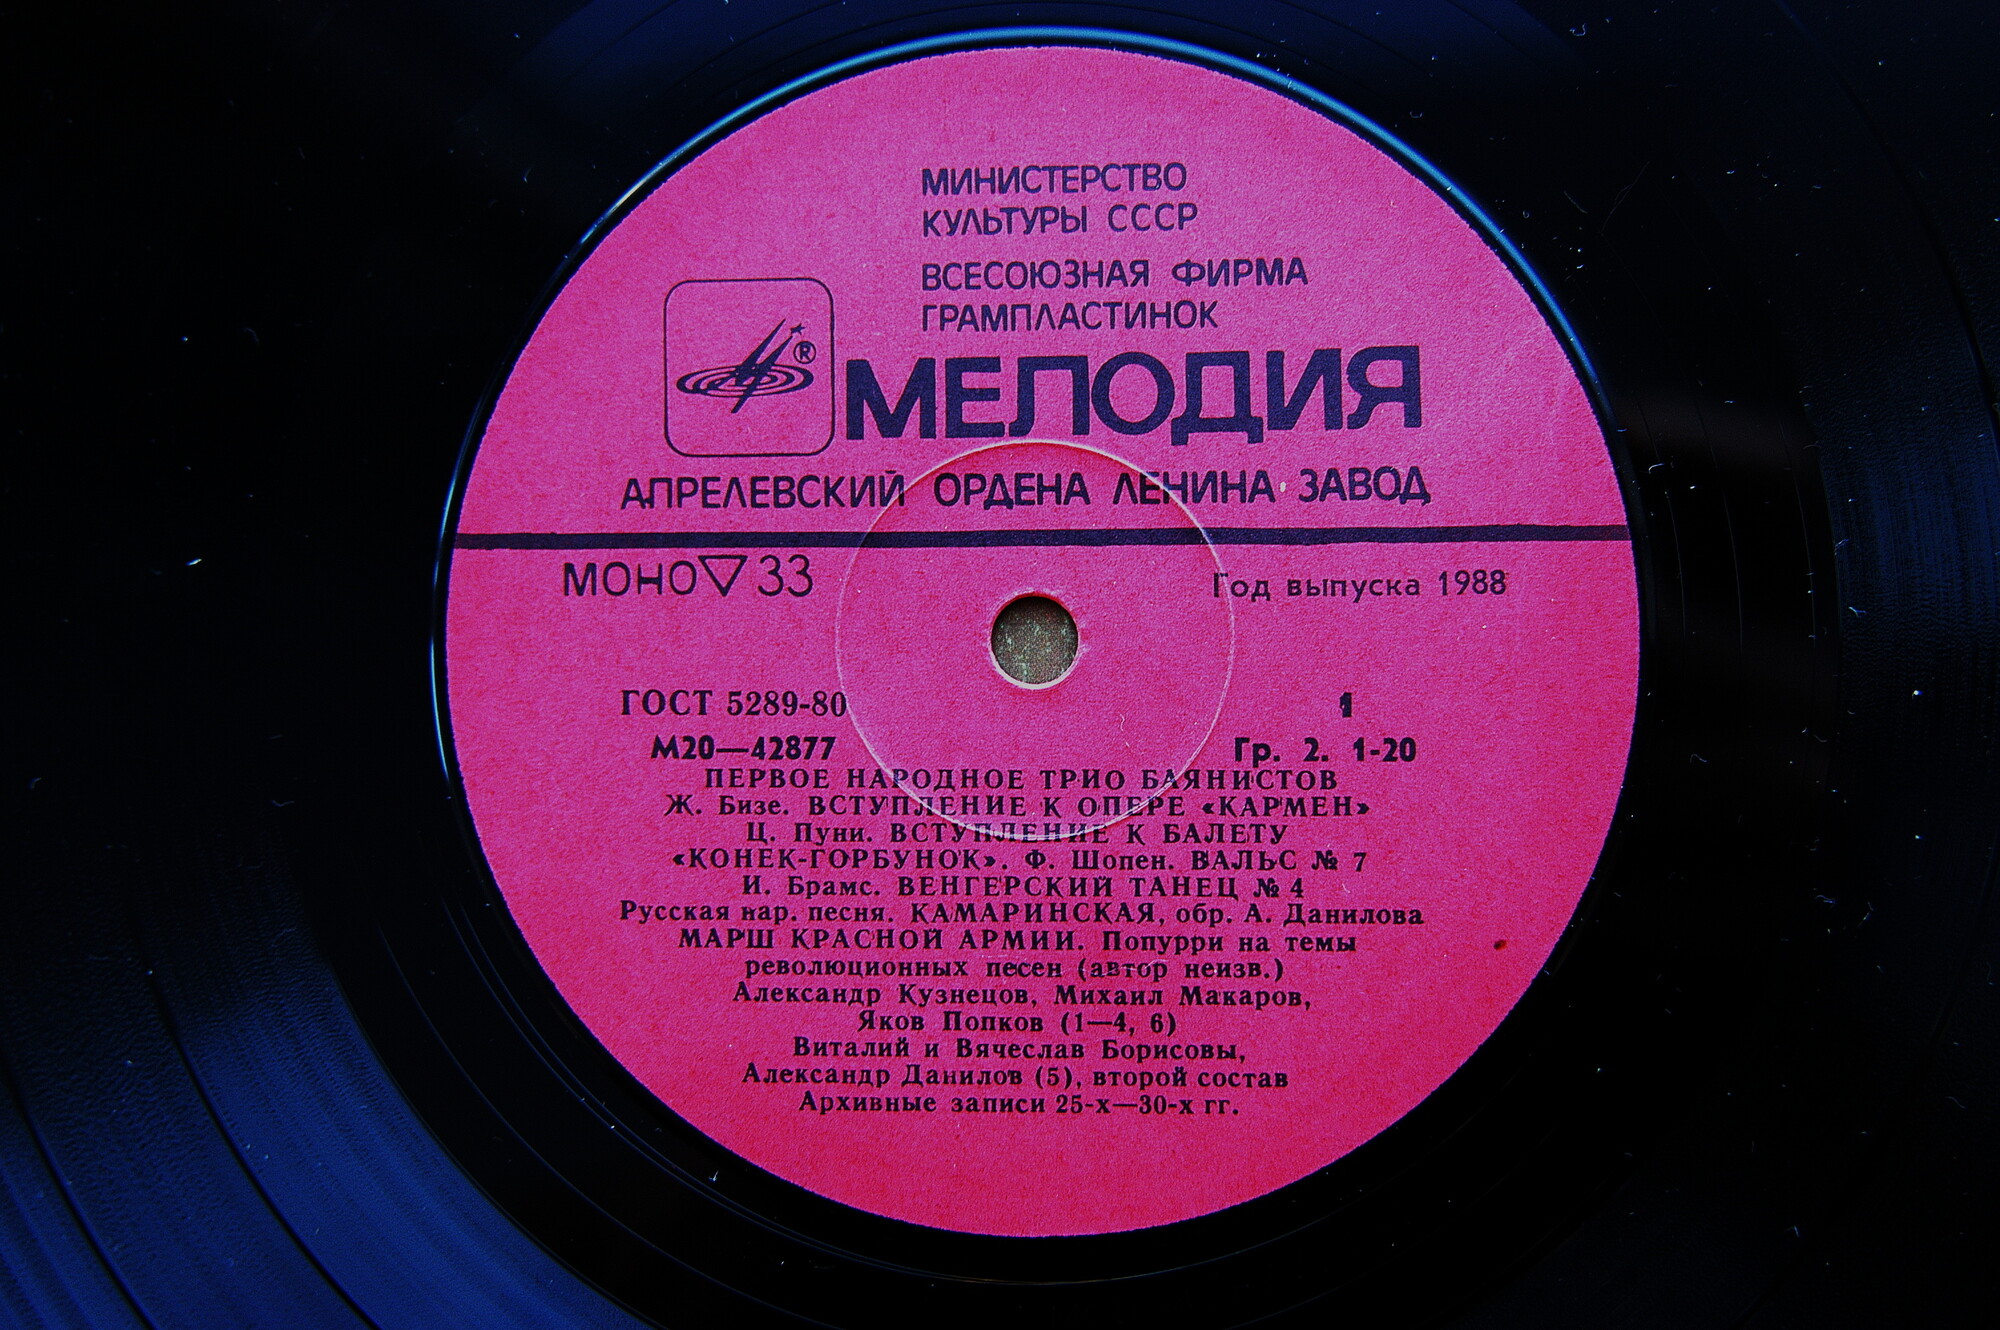 МИНИСТЕРСТВО
КУЛЬТУРЫ СССР
ВСЕСОЮЗНАЯ ФИРМА
ГРАМПЛАСТИНОК
®
МЕЛОДИЯ
АПРЕЛЕВСКИЙ ОРДЕНА ЛЕНИНА ЗАВОД
МОНО▽33
Год выпуска 1988
ГОСТ 5289-80
1
М20—42877
Гр. 2. 1-20
ПЕРВОЕ НАРОДНОЕ ТРИО БАЯНИСТОВ
Ж. Бизе. ВСТУПЛЕНИЕ К ОПЕРЕ «КАРМЕН»
Ц. Пуни. ВСТУПЛЕНИЕ К БАЛЕТУ
«КОНЕК-ГОРБУНОК». Ф. Шопен. ВАЛЬС № 7
И. Брамс. ВЕНГЕРСКИЙ ТАНЕЦ № 4
Русская нар. песня. КАМАРИНСКАЯ, обр. А. Данилова
МАРШ КРАСНОЙ АРМИИ. Попурри на темы
революционных песен (автор неизв.)
Александр Кузнецов, Михаил Макаров,
Яков Попков (1—4, 6)
Виталий и Вячеслав Борисовы,
Александр Данилов (5), второй состав
Архивные записи 25-х—30-х гг.